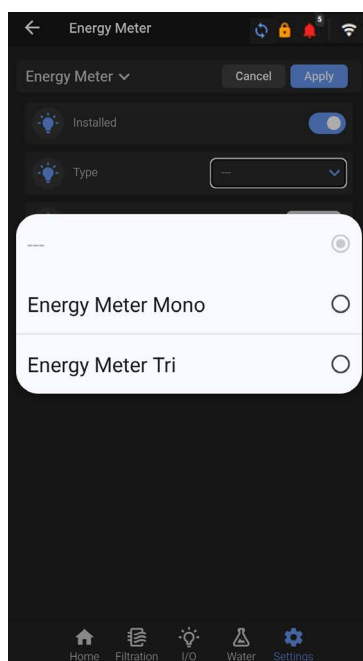 Energy Meter
5
Energy Meter
Cancel
Apply
Installed
Type
---
---
Energy Meter Mono
Energy Meter Tri
Home
Filtration
I/O
Water
Settings